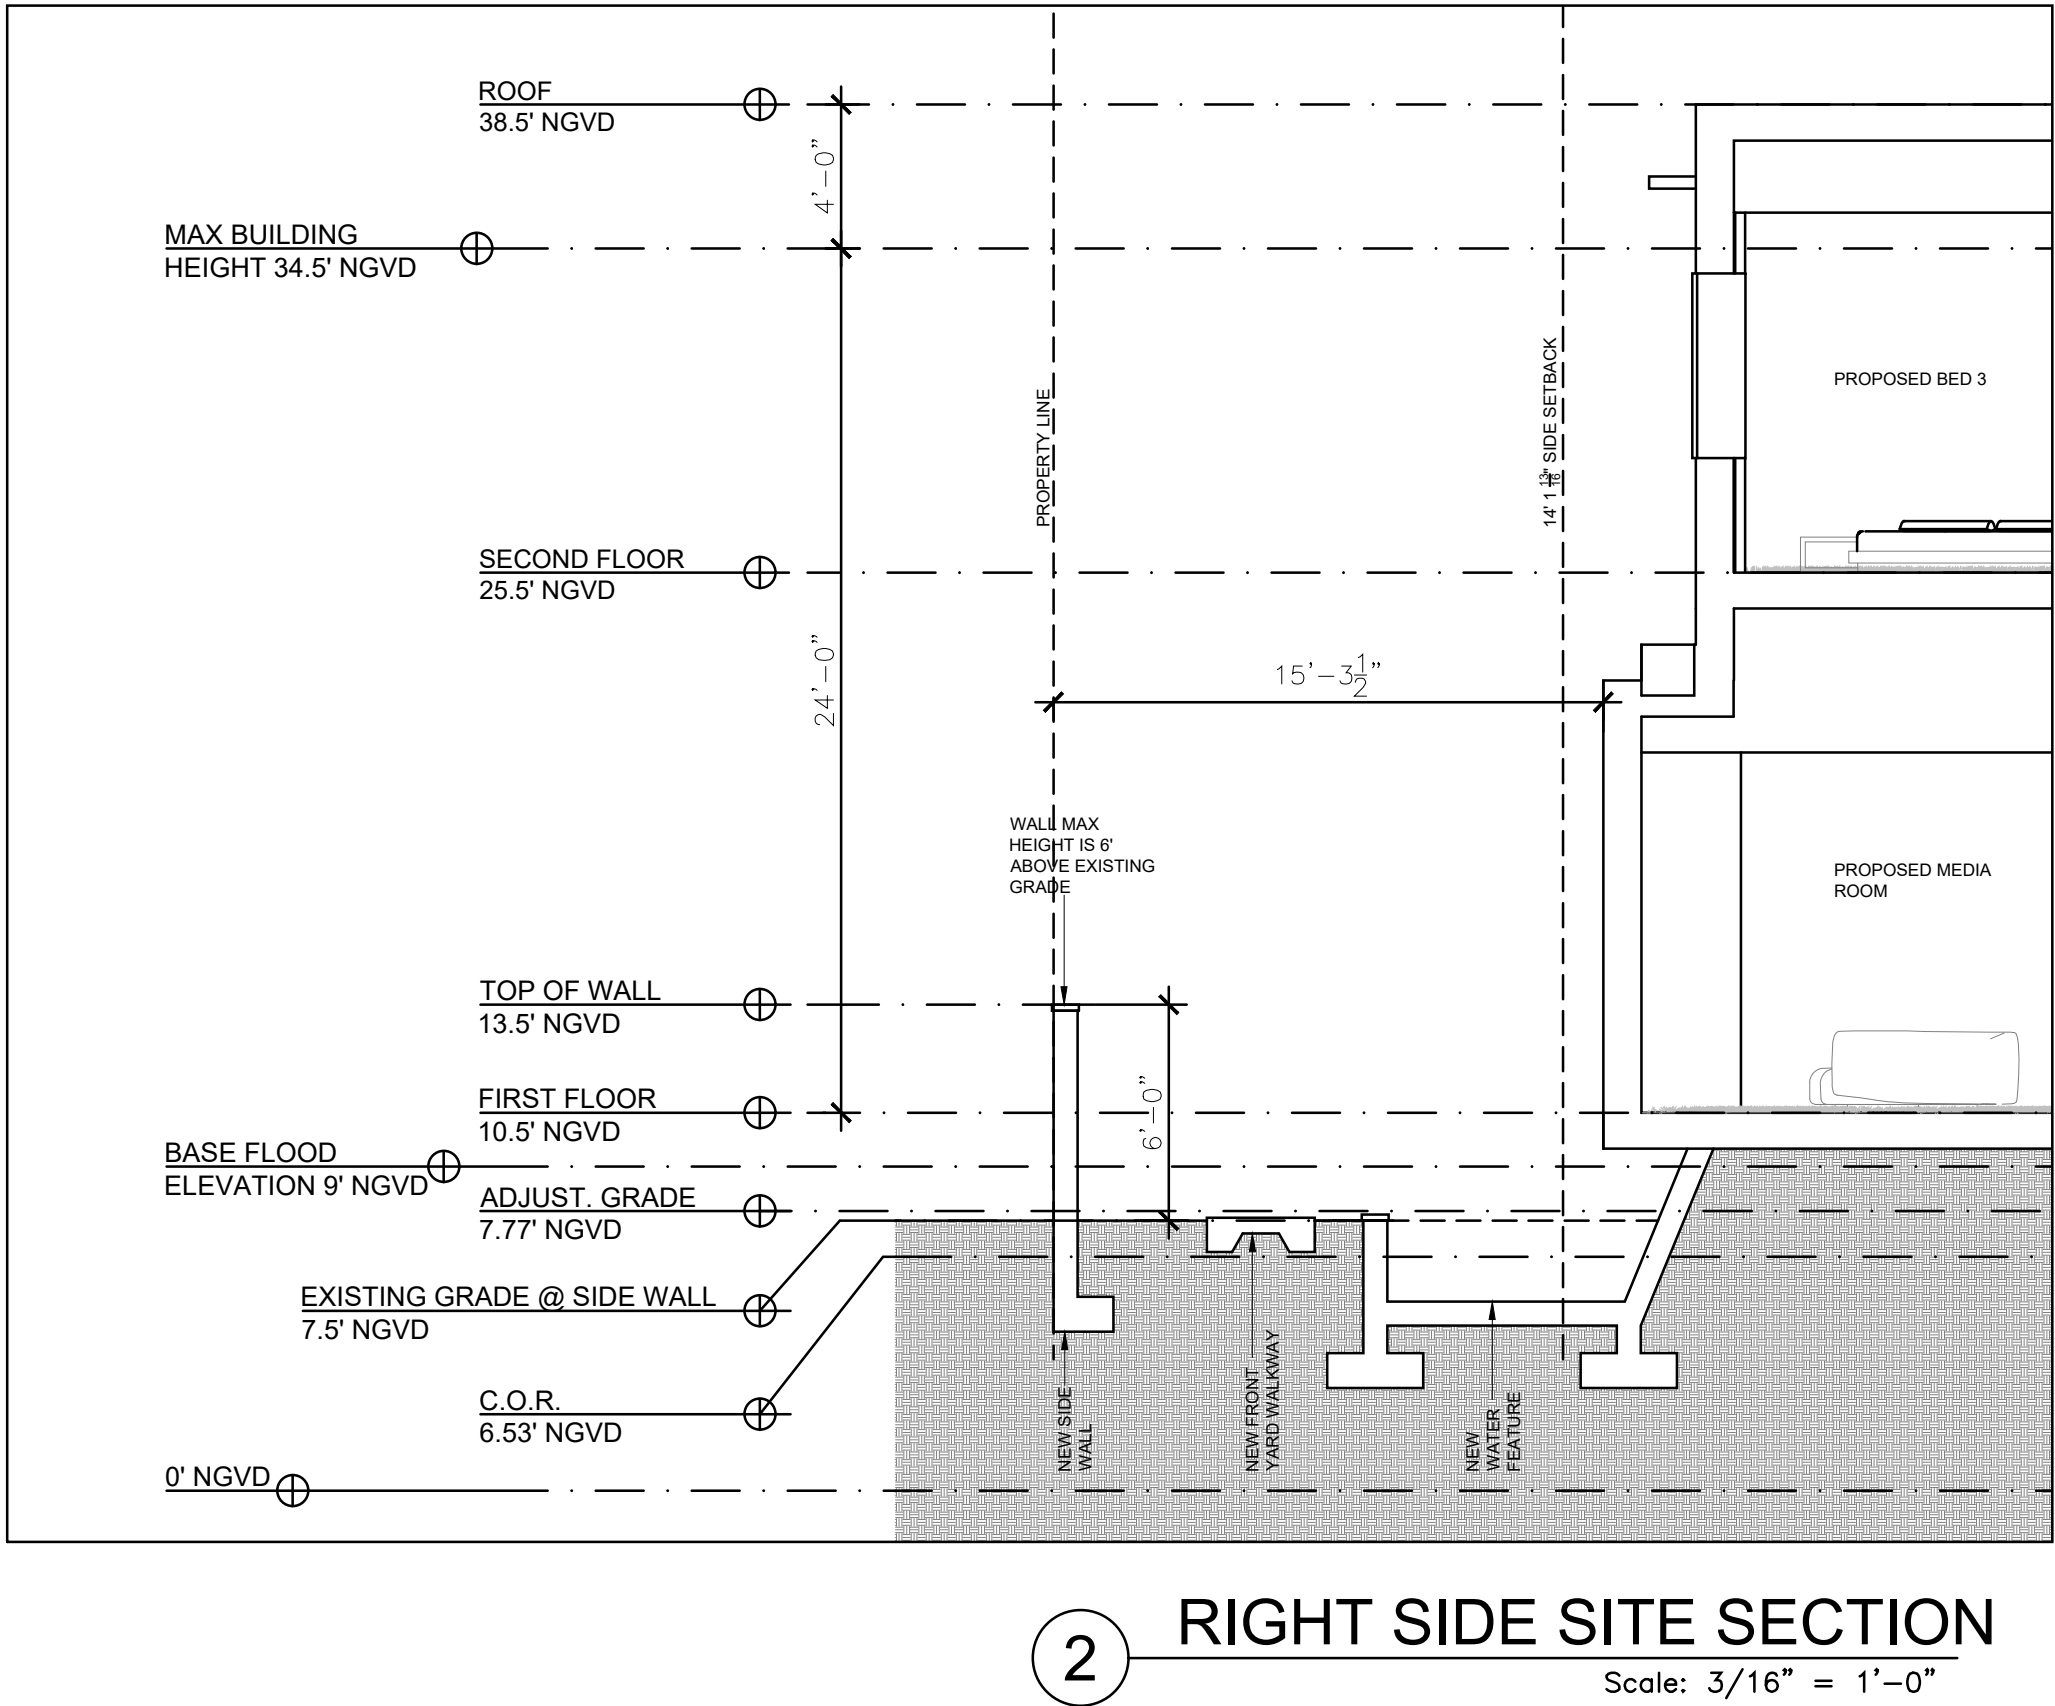 ROOF
38.5' NGVD
4'-0"
MAX BUILDING
HEIGHT 34.5' NGVD
PROPOSED BED 3
PROPERTY LINE
14' 1 13/16" SIDE SETBACK
SECOND FLOOR
25.5' NGVD
24'-0"
15'-3 1/2"
WALL MAX
HEIGHT IS 6'
ABOVE EXISTING
GRADE
PROPOSED MEDIA
ROOM
TOP OF WALL
13.5' NGVD
FIRST FLOOR
10.5' NGVD
6'-0"
BASE FLOOD
ELEVATION 9' NGVD
ADJUST. GRADE
7.77' NGVD
EXISTING GRADE @ SIDE WALL
7.5' NGVD
C.O.R.
6.53' NGVD
NEW SIDE
WALL
NEW FRONT
YARD WALKWAY
NEW
WATER
FEATURE
0' NGVD
2
RIGHT SIDE SITE SECTION
Scale: 3/16" = 1'-0"